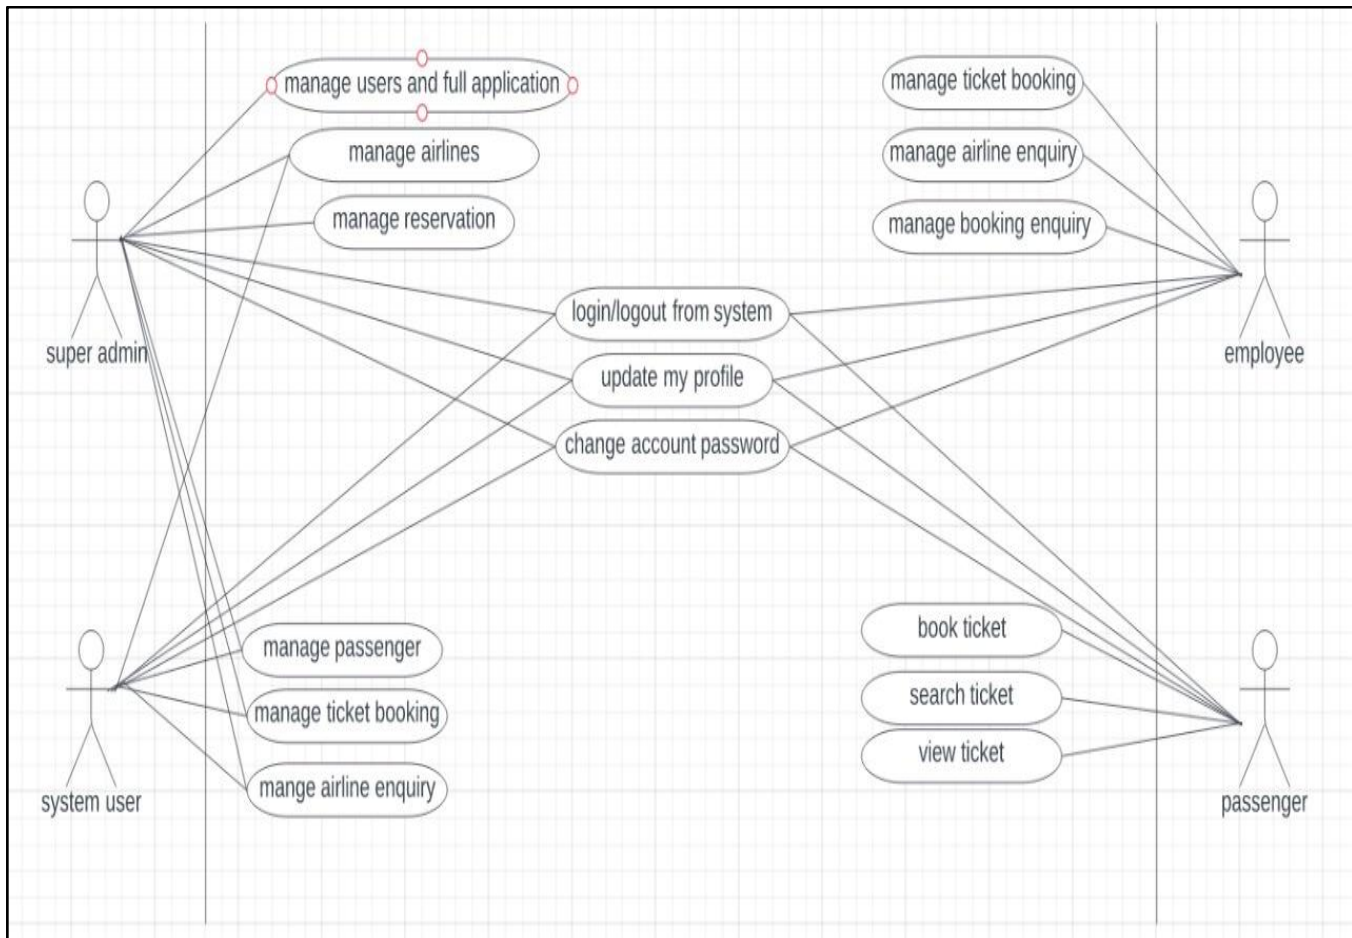 manage users and full application
manage airlines
manage reservation
super admin
manage ticket booking
manage airline enquiry
manage booking enquiry
employee
login/logout from system
update my profile
change account password
manage passenger
manage ticket booking
mange airline enquiry
system user
book ticket
search ticket
view ticket
passenger